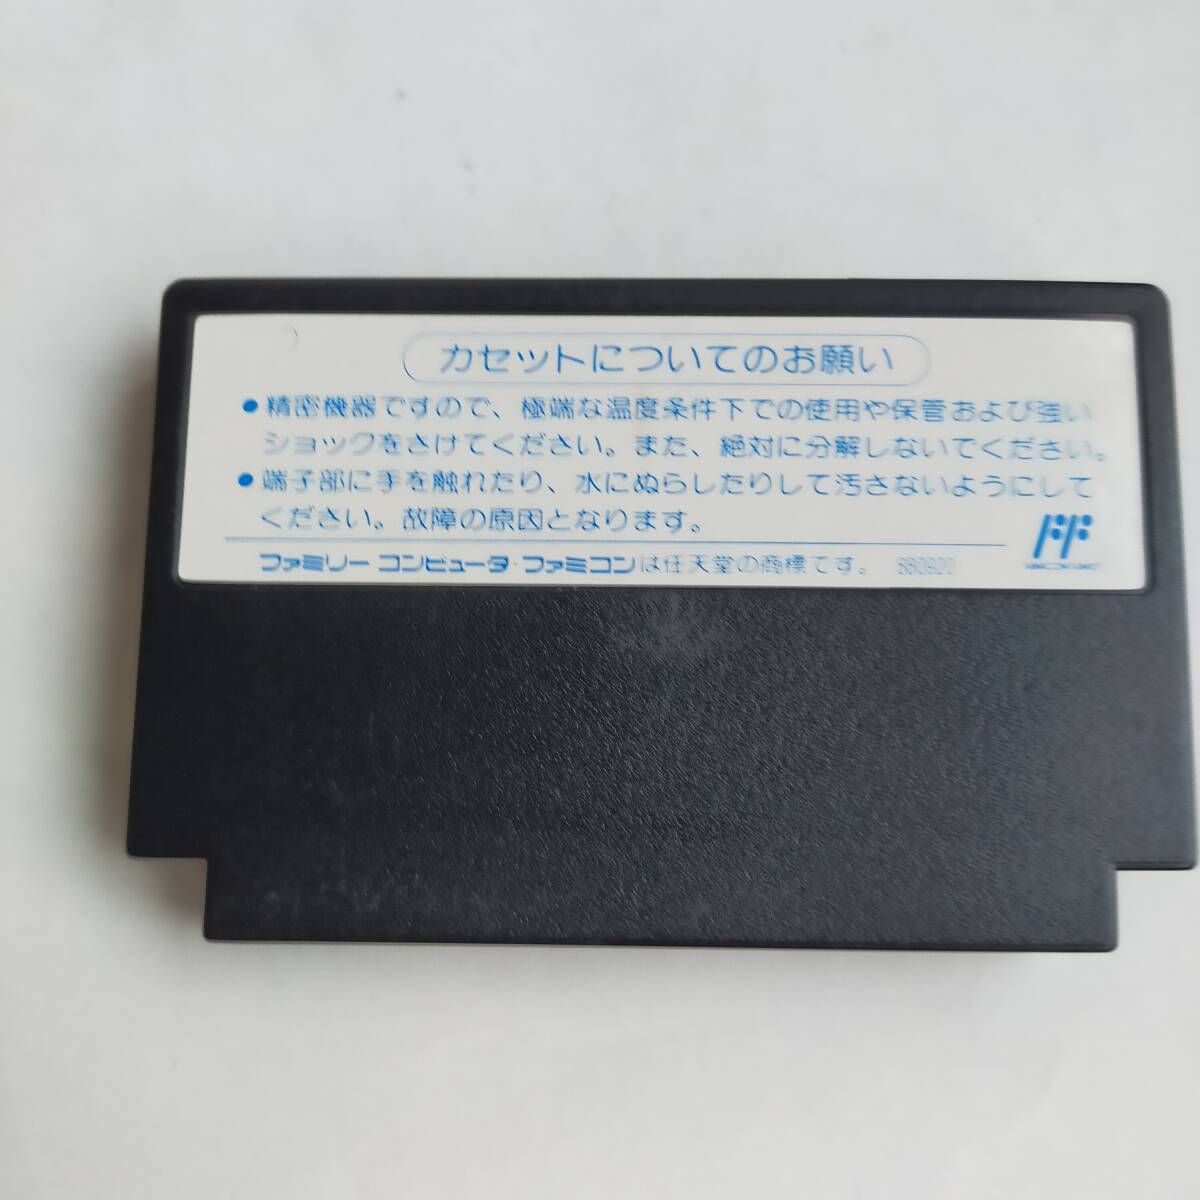 カセットについてのお願い
●精密機器ですので、極端な温度条件下での使用や保管および強い
ショックをさけてください。また、絶対に分解しないでください。
●端子部に手を触れたり、水にぬらしたりして汚さないようにして
ください。故障の原因となります。
ファミリーコンピュータ・ファミコンは任天堂の商標です。 880920